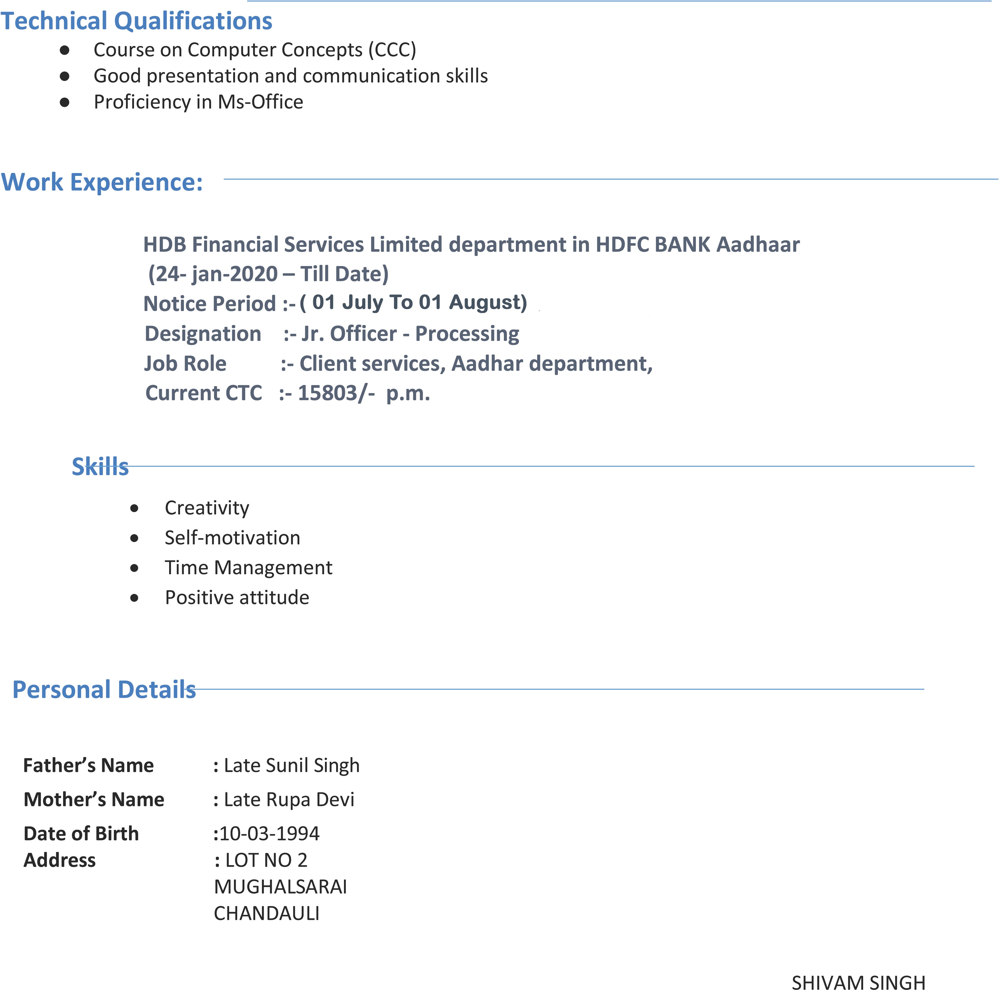 Technical Qualifications
● Course on Computer Concepts (CCC)
● Good presentation and communication skills
● Proficiency in Ms-Office
Work Experience:
HDB Financial Services Limited department in HDFC BANK Aadhaar
(24- jan-2020 – Till Date)
Notice Period :- ( 01 July To 01 August)
Designation :- Jr. Officer - Processing
Job Role :- Client services, Aadhar department,
Current CTC :- 15803/- p.m.
Skills
● Creativity
● Self-motivation
● Time Management
● Positive attitude
Personal Details
Father’s Name : Late Sunil Singh
Mother’s Name : Late Rupa Devi
Date of Birth :10-03-1994
Address : LOT NO 2
MUGHALSARAI
CHANDAULI
SHIVAM SINGH